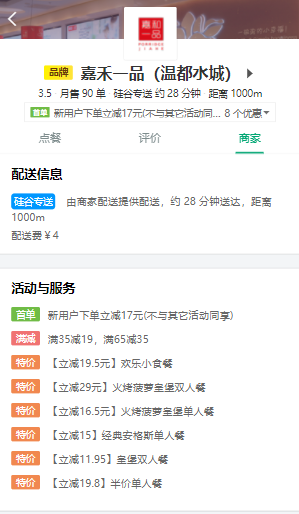 嘉禾
一品
品牌 嘉禾一品（温都水城）
3.5 月售 90 单 硅谷专送 约 28 分钟 距离 1000m
首单 新用户下单立减17元(不与其它活动同... 8 个优惠
点餐 评价 商家
配送信息
硅谷专送 由商家配送提供配送，约 28 分钟送达，距离
1000m
配送费￥4
活动与服务
首单 新用户下单立减17元(不与其它活动同享)
满减 满35减19，满65减35
特价 【立减19.5元】欢乐小食餐
特价 【立减29元】火烤菠萝皇堡双人餐
特价 【立减16.5元】火烤菠萝皇堡单人餐
特价 【立减15】经典安格斯单人餐
特价 【立减11.95】皇堡双人餐
特价 【立减19.8】半价单人餐